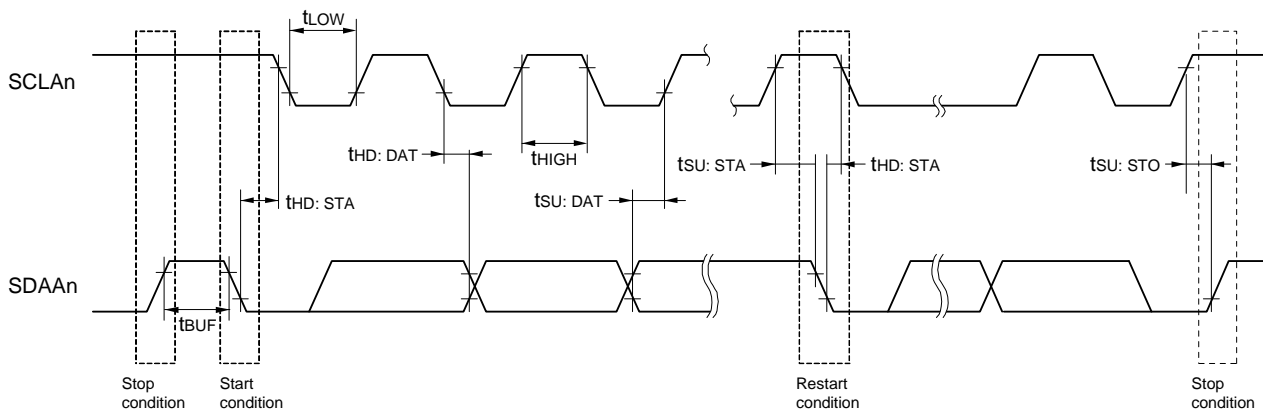 tLOW
SCLAn
tHD: DAT
tHIGH
tSU: STA
tHD: STA
tSU: STO
tHD: STA
tSU: DAT
SDAAn
tBUF
Stop
condition
Start
condition
Restart
condition
Stop
condition